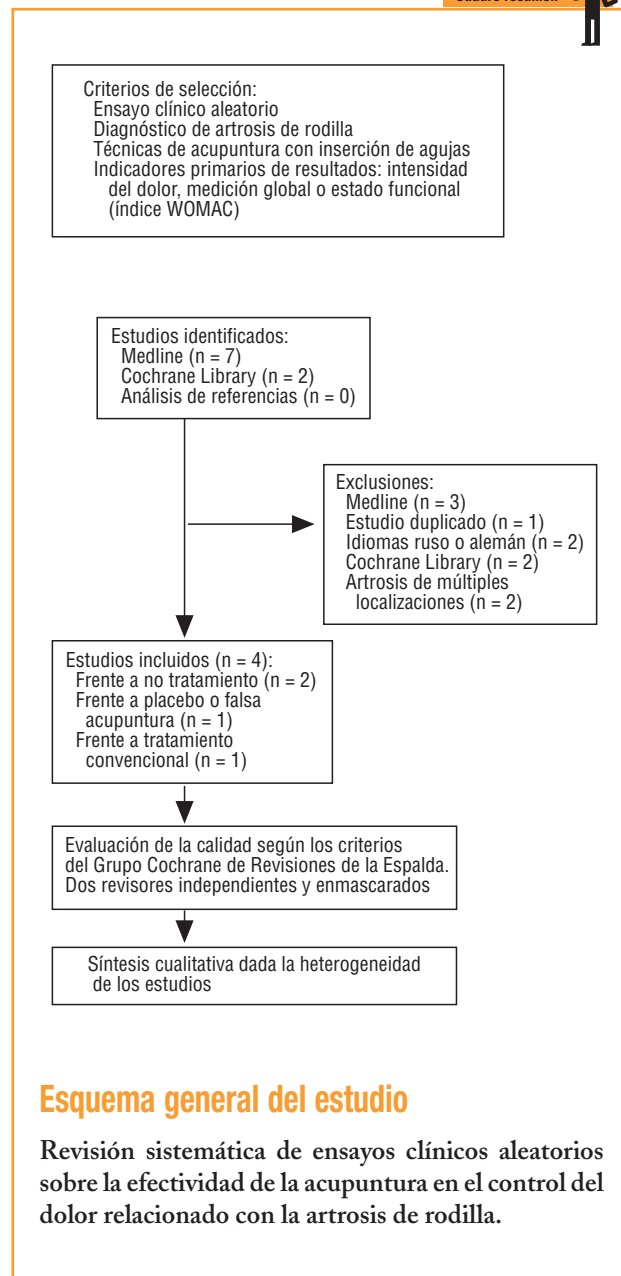 Criterios de selección:
Ensayo clínico aleatorio
Diagnóstico de artrosis de rodilla
Técnicas de acupuntura con inserción de agujas
Indicadores primarios de resultados: intensidad
del dolor, medición global o estado funcional
(índice WOMAC)
Estudios identificados:
Medline (n = 7)
Cochrane Library (n = 2)
Análisis de referencias (n = 0)
Exclusiones:
Medline (n = 3)
Estudio duplicado (n = 1)
Idiomas ruso o alemán (n = 2)
Cochrane Library (n = 2)
Artrosis de múltiples
localizaciones (n = 2)
Estudios incluidos (n = 4):
Frente a no tratamiento (n = 2)
Frente a placebo o falsa
acupuntura (n = 1)
Frente a tratamiento
convencional (n = 1)
Evaluación de la calidad según los criterios
del Grupo Cochrane de Revisiones de la Espalda.
Dos revisores independientes y enmascarados
Síntesis cualitativa dada la heterogeneidad
de los estudios
Esquema general del estudio
Revisión sistemática de ensayos clínicos aleatorios
sobre la efectividad de la acupuntura en el control del
dolor relacionado con la artrosis de rodilla.